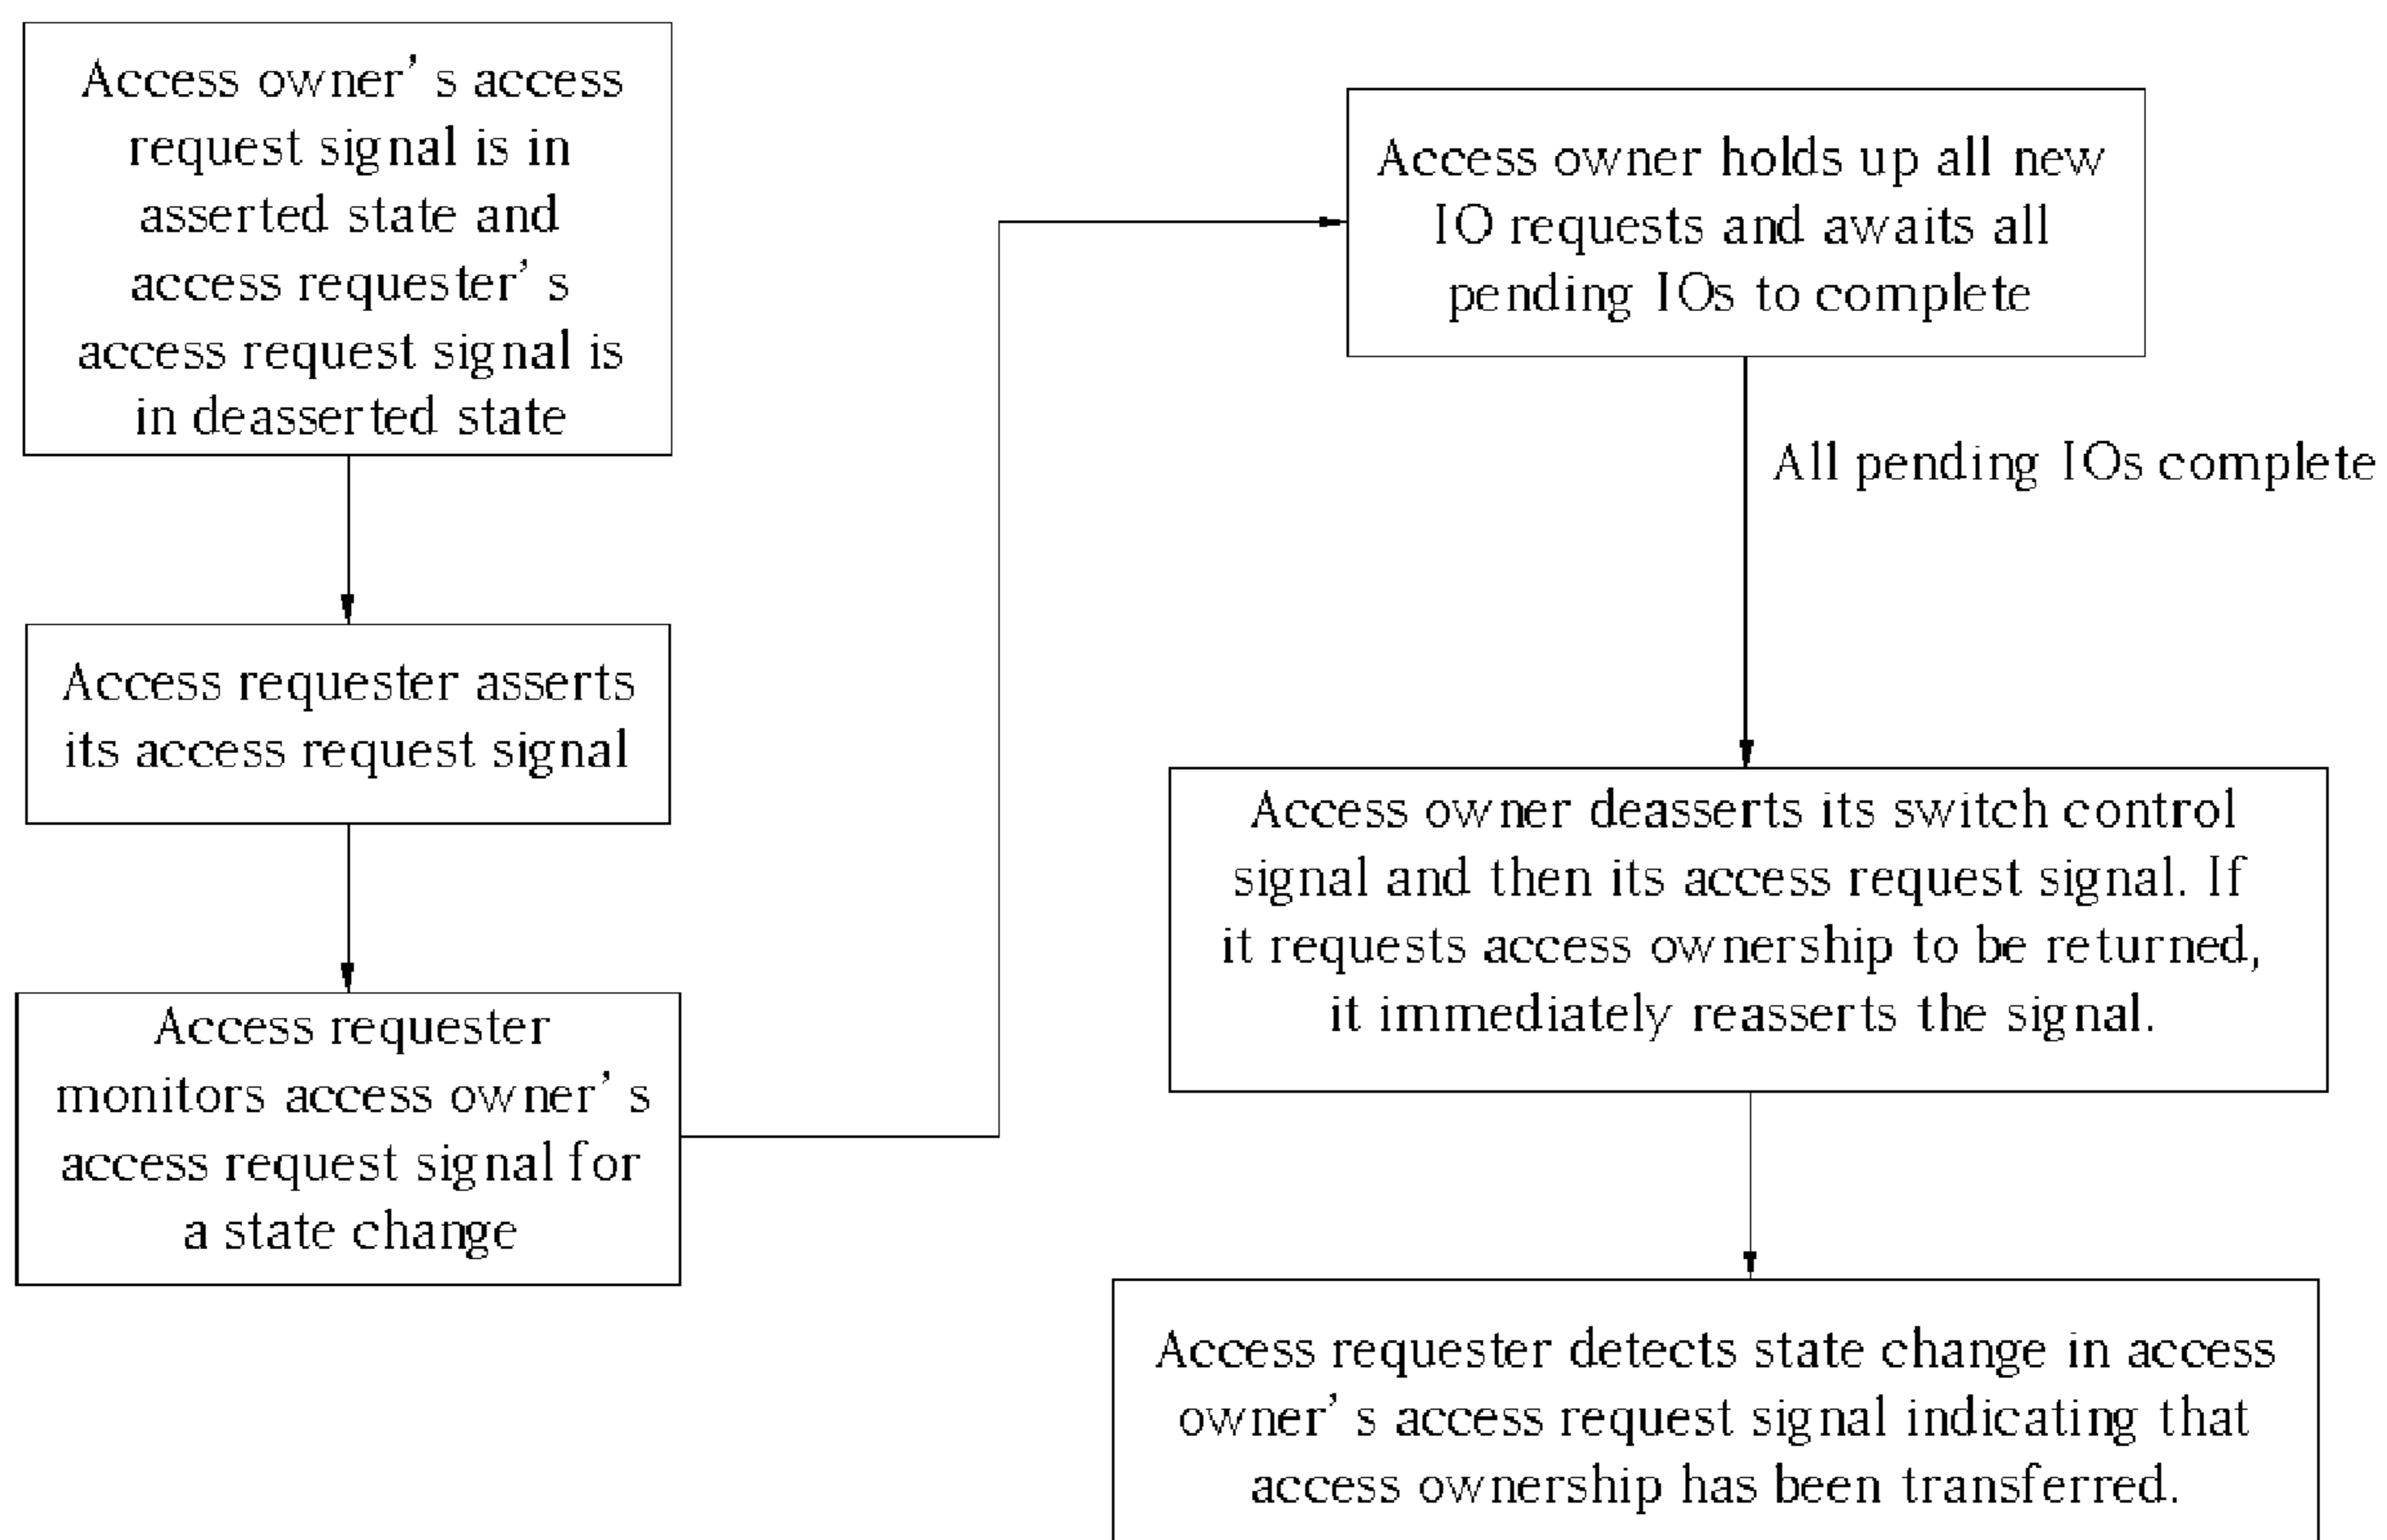 Access owner's access
request signal is in
asserted state and
access requester's
access request signal is
in deasserted state
Access requester asserts
its access request signal
Access requester
monitors access owner's
access request signal for
a state change
Access owner holds up all new
IO requests and awaits all
pending IOs to complete
All pending IOs complete
Access owner deasserts its switch control
signal and then its access request signal. If
it requests access ownership to be returned,
it immediately reasserts the signal.
Access requester detects state change in access
owner's access request signal indicating that
access ownership has been transferred.